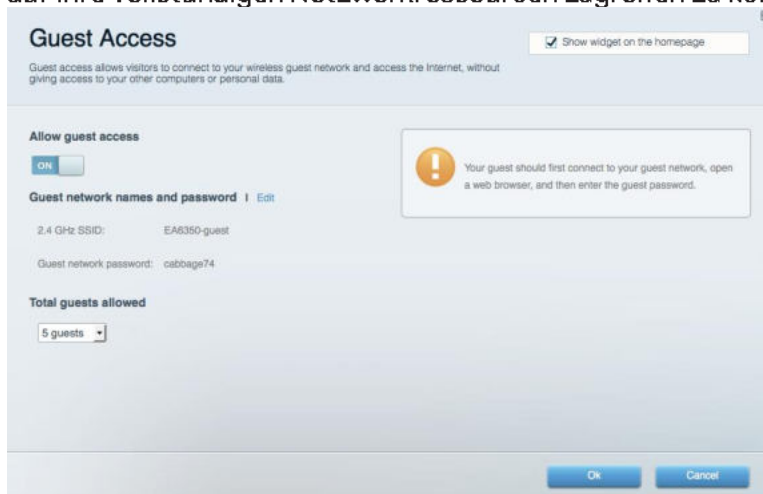 Guest Access
Show widget on the homepage
Guest access allows visitors to connect to your wireless guest network and access the Internet, without
giving access to your other computers or personal data.
Allow guest access
ON
Your guest should first connect to your guest network, open
a web browser, and then enter the guest password.
Guest network names and password | Edit
2.4 GHz SSID: EA6350-guest
Guest network password: cabbage74
Total guests allowed
5 guests
Ok Cancel